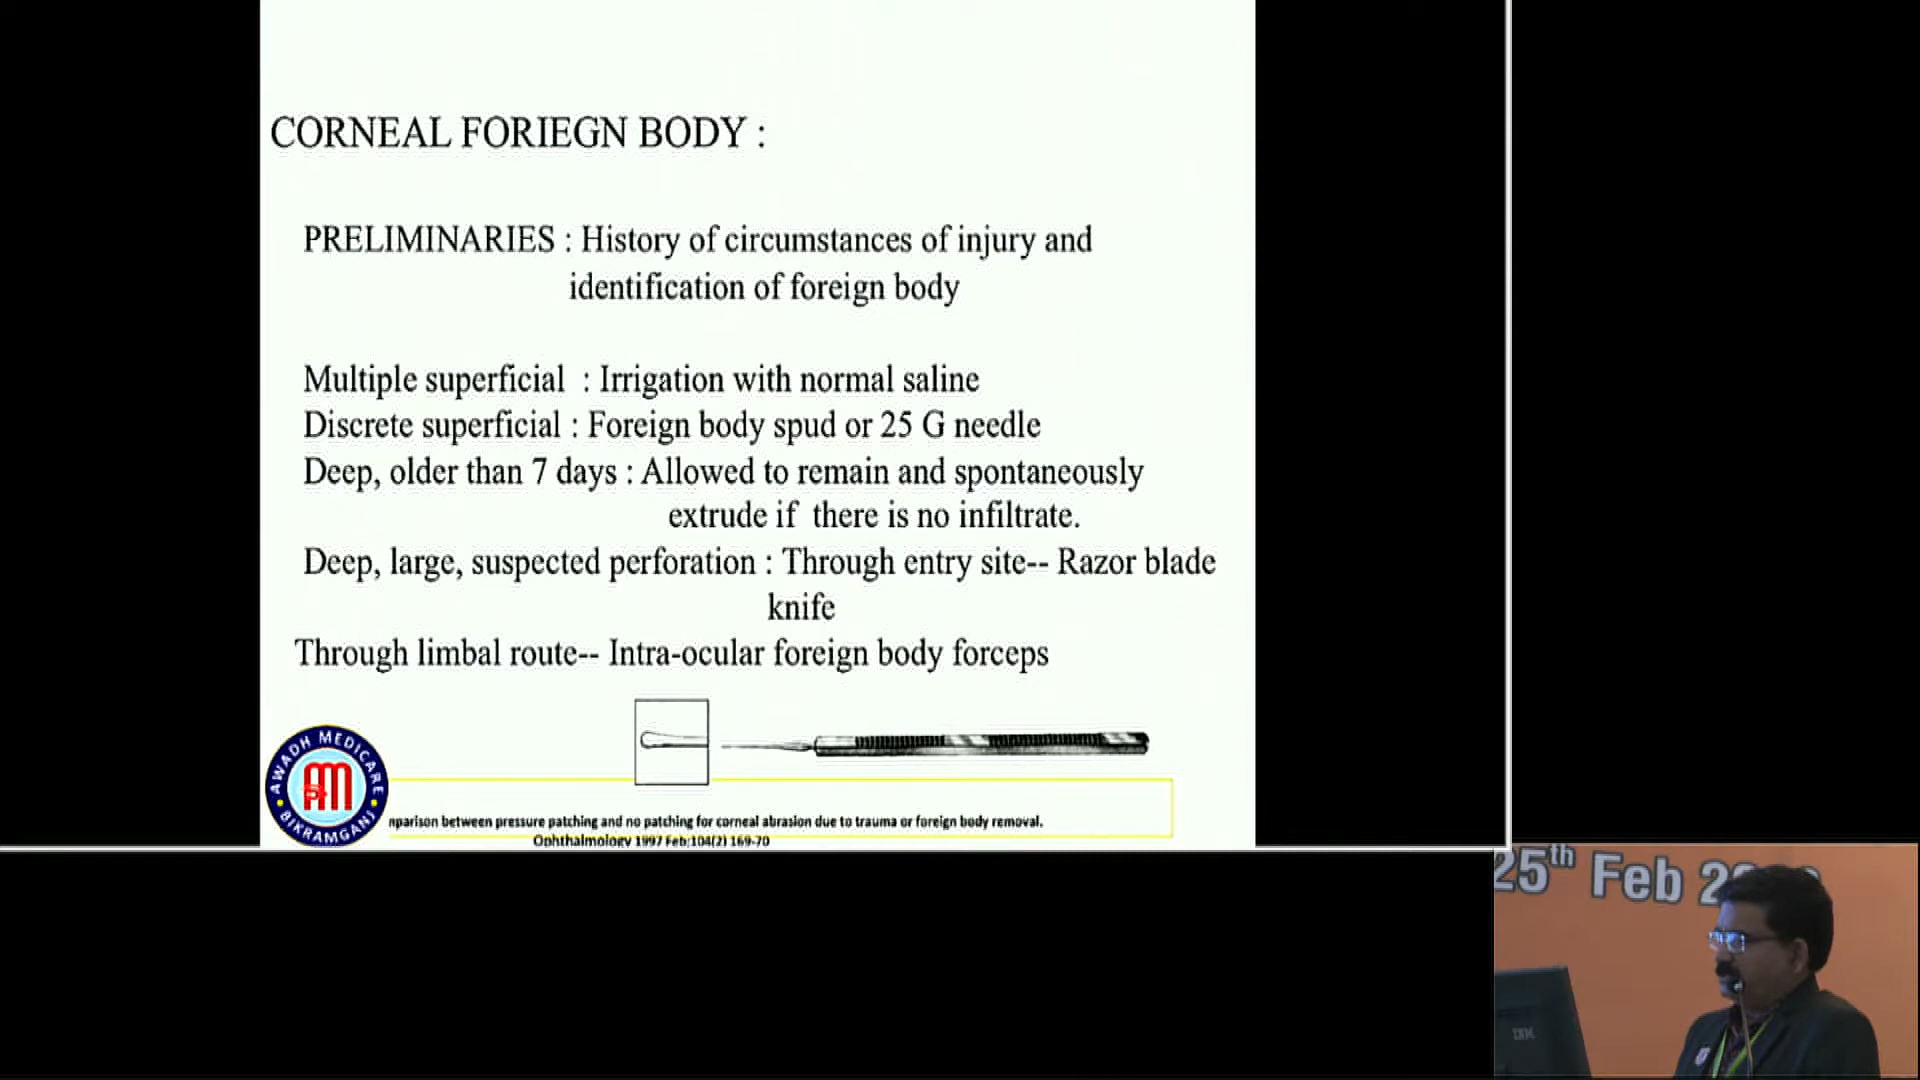 CORNEAL FORIEGN BODY :
PRELIMINARIES : History of circumstances of injury and
identification of foreign body
Multiple superficial : Irrigation with normal saline
Discrete superficial : Foreign body spud or 25 G needle
Deep, older than 7 days : Allowed to remain and spontaneously
extrude if there is no infiltrate.
Deep, large, suspected perforation : Through entry site-- Razor blade
knife
Through limbal route-- Intra-ocular foreign body forceps
AWADH MEDICARE
AM
BIKRAMGANJ
nparison between pressure patching and no patching for corneal abrasion due to trauma or foreign body removal.
Ophthalmology 1997 Feb;104(2) 169-70
25th Feb
IBM